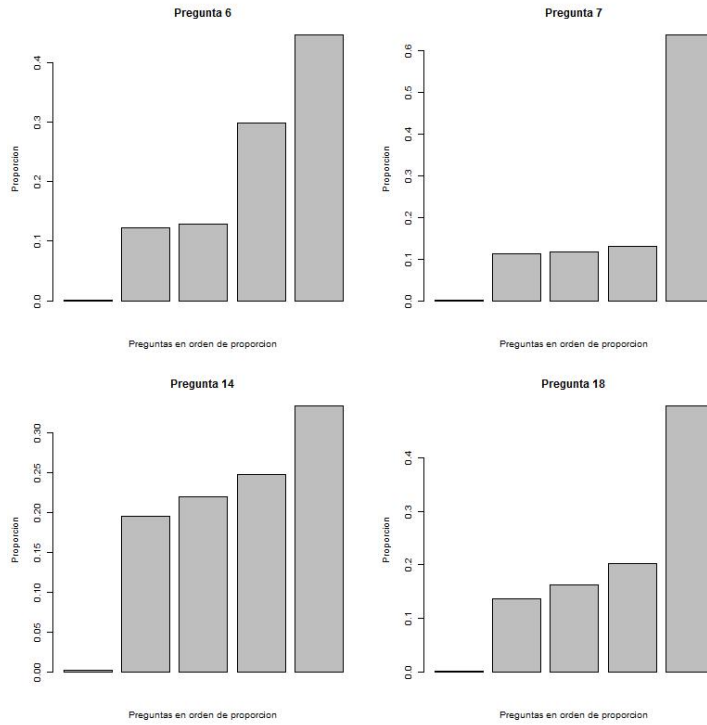 Pregunta 6
Proporcion
0.0
0.1
0.2
0.3
0.4
Preguntas en orden de proporcion
Pregunta 7
Proporcion
0.0
0.1
0.2
0.3
0.4
0.5
0.6
Preguntas en orden de proporcion
Pregunta 14
Proporcion
0.00
0.05
0.10
0.15
0.20
0.25
0.30
Preguntas en orden de proporcion
Pregunta 18
Proporcion
0.0
0.1
0.2
0.3
0.4
Preguntas en orden de proporcion